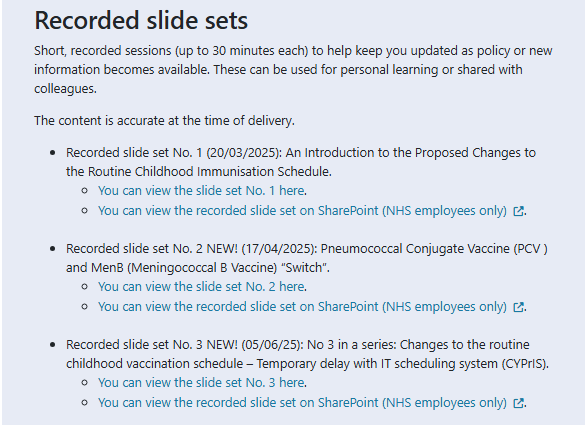 Recorded slide sets
Short, recorded sessions (up to 30 minutes each) to help keep you updated as policy or new
information becomes available. These can be used for personal learning or shared with
colleagues.
The content is accurate at the time of delivery.
• Recorded slide set No. 1 (20/03/2025): An Introduction to the Proposed Changes to
the Routine Childhood Immunisation Schedule.
◦ You can view the slide set No. 1 here.
◦ You can view the recorded slide set on SharePoint (NHS employees only).
• Recorded slide set No. 2 NEW! (17/04/2025): Pneumococcal Conjugate Vaccine (PCV )
and MenB (Meningococcal B Vaccine) “Switch”.
◦ You can view the slide set No. 2 here.
◦ You can view the recorded slide set on SharePoint (NHS employees only).
• Recorded slide set No. 3 NEW! (05/06/25): No 3 in a series: Changes to the routine
childhood vaccination schedule – Temporary delay with IT scheduling system (CYPrIS).
◦ You can view the slide set No. 3 here.
◦ You can view the recorded slide set on SharePoint (NHS employees only).